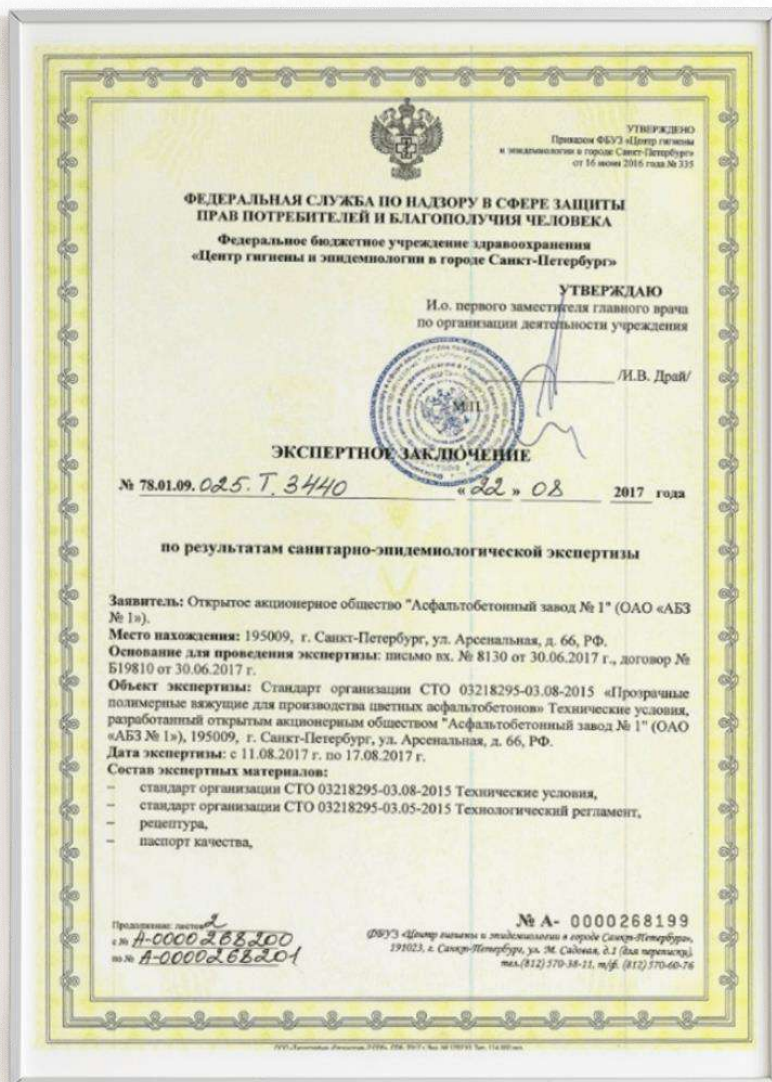 УТВЕРЖДЕНО
Приказом ФБУЗ «Центр гигиены
и эпидемиологии в городе Санкт-Петербург»
от 16 июня 2016 года № 335
ФЕДЕРАЛЬНАЯ СЛУЖБА ПО НАДЗОРУ В СФЕРЕ ЗАЩИТЫ
ПРАВ ПОТРЕБИТЕЛЕЙ И БЛАГОПОЛУЧИЯ ЧЕЛОВЕКА
Федеральное бюджетное учреждение здравоохранения
«Центр гигиены и эпидемиологии в городе Санкт-Петербург»
УТВЕРЖДАЮ
И.о. первого заместителя главного врача
по организации деятельности учреждения
/И.В. Драй/
М.П.
ЭКСПЕРТНОЕ ЗАКЛЮЧЕНИЕ
№ 78.01.09. 025. Т. 3440 « 22 » 08 2017 года
по результатам санитарно-эпидемиологической экспертизы
Заявитель: Открытое акционерное общество "Асфальтобетонный завод № 1" (ОАО «АБЗ
№ 1»).
Место нахождения: 195009, г. Санкт-Петербург, ул. Арсенальная, д. 66, РФ.
Основание для проведения экспертизы: письмо вх. № 8130 от 30.06.2017 г., договор №
Б19810 от 30.06.2017 г.
Объект экспертизы: Стандарт организации СТО 03218295-03.08-2015 «Прозрачные
полимерные вяжущие для производства цветных асфальтобетонов» Технические условия,
разработанный открытым акционерным обществом "Асфальтобетонный завод № 1" (ОАО
«АБЗ № 1»), 195009, г. Санкт-Петербург, ул. Арсенальная, д. 66, РФ.
Дата экспертизы: с 11.08.2017 г. по 17.08.2017 г.
Состав экспертных материалов:
– стандарт организации СТО 03218295-03.08-2015 Технические условия,
– стандарт организации СТО 03218295-03.05-2015 Технологический регламент,
– рецептура,
– паспорт качества,
Продолжение: листов 2
с № А-0000268200
по № А-0000268201
№ А- 0000268199
ФБУЗ «Центр гигиены и эпидемиологии в городе Санкт-Петербург»,
191023, г. Санкт-Петербург, ул. М. Садовая, д.1 (для переписки),
тел.(812) 570-38-11, т/ф. (812) 570-60-76